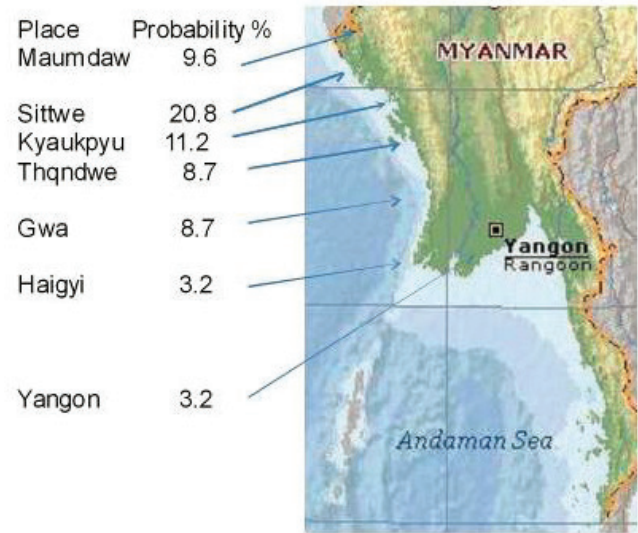 Place Probability %
Maumdaw 9.6
Sittwe 20.8
Kyaukpyu 11.2
Thqndwe 8.7
Gwa 8.7
Haigyi 3.2
Yangon 3.2
MYANMAR
Yangon
Rangoon
Andaman Sea